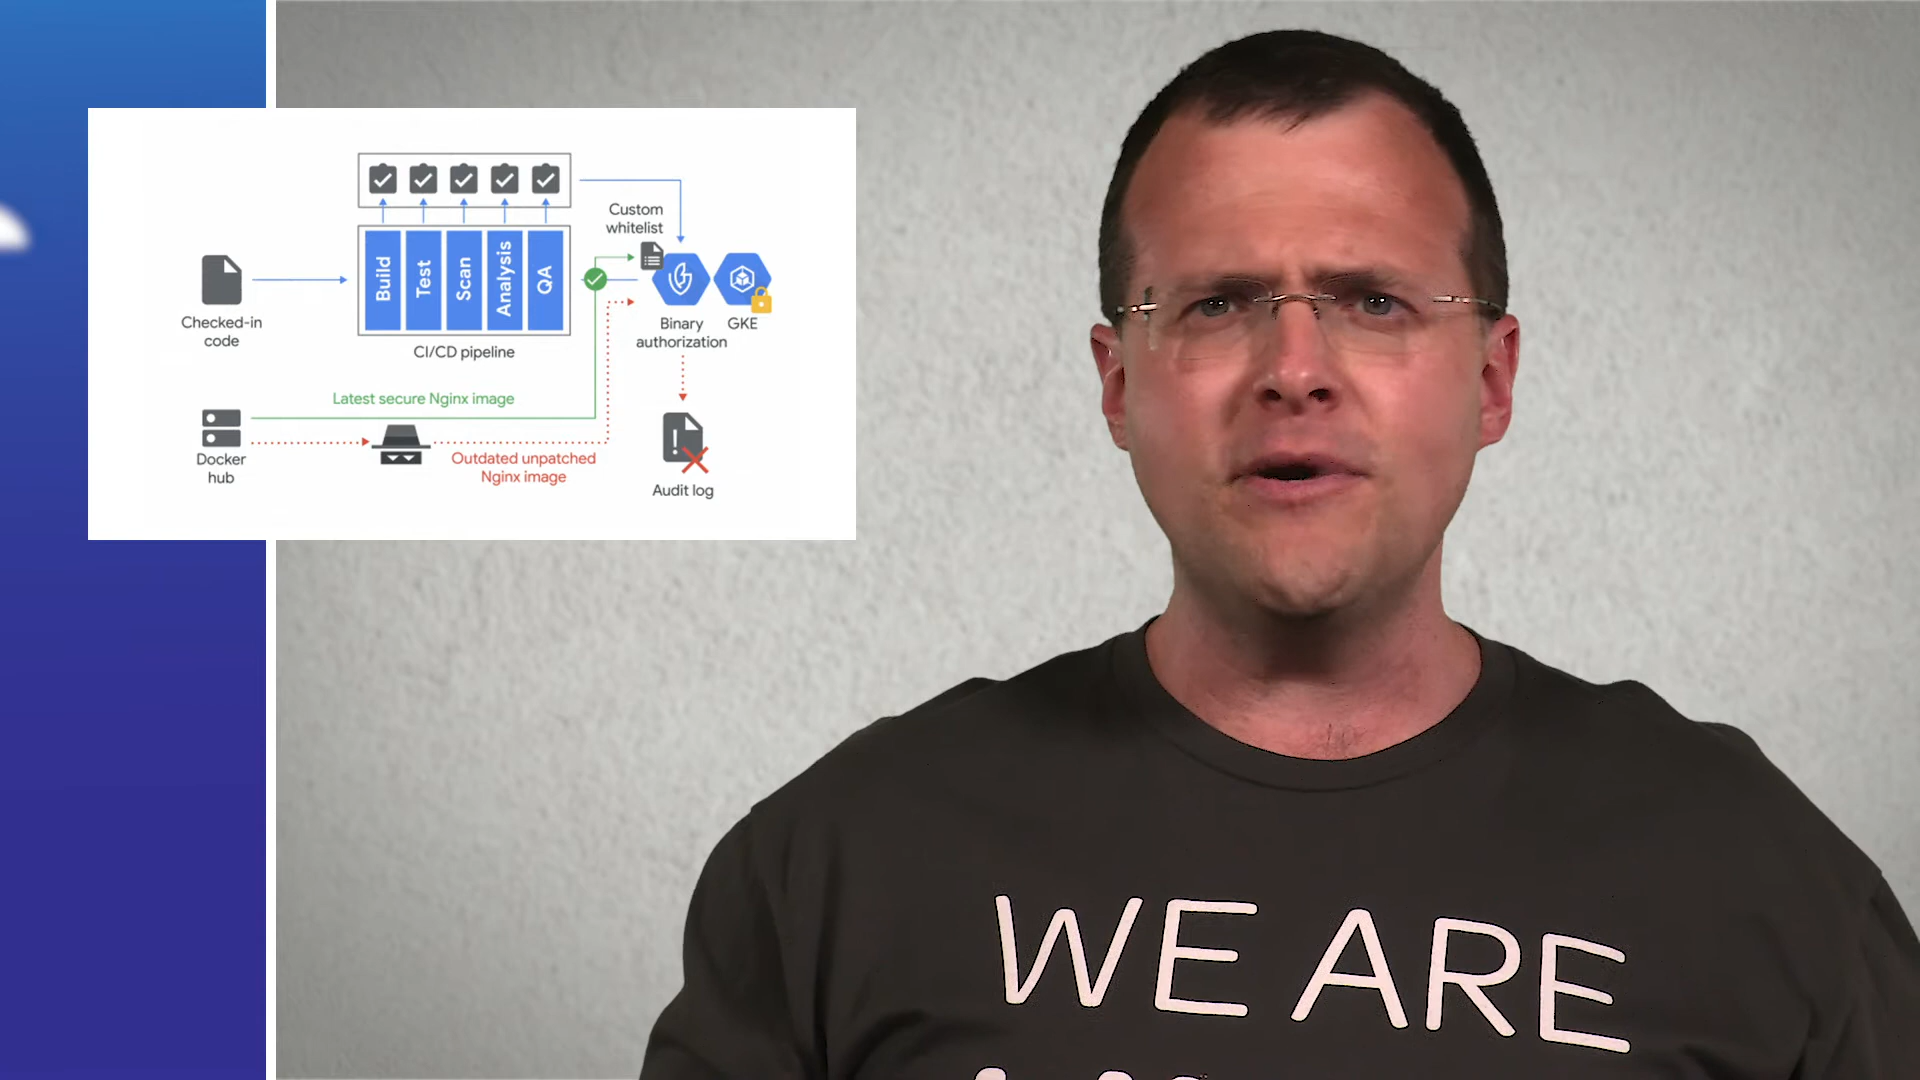 Custom
whitelist
Build
Test
Scan
Analysis
QA
Checked-in
code
CI/CD pipeline
Binary
authorization
GKE
Latest secure Nginx image
Docker
hub
Outdated unpatched
Nginx image
Audit log
WE ARE